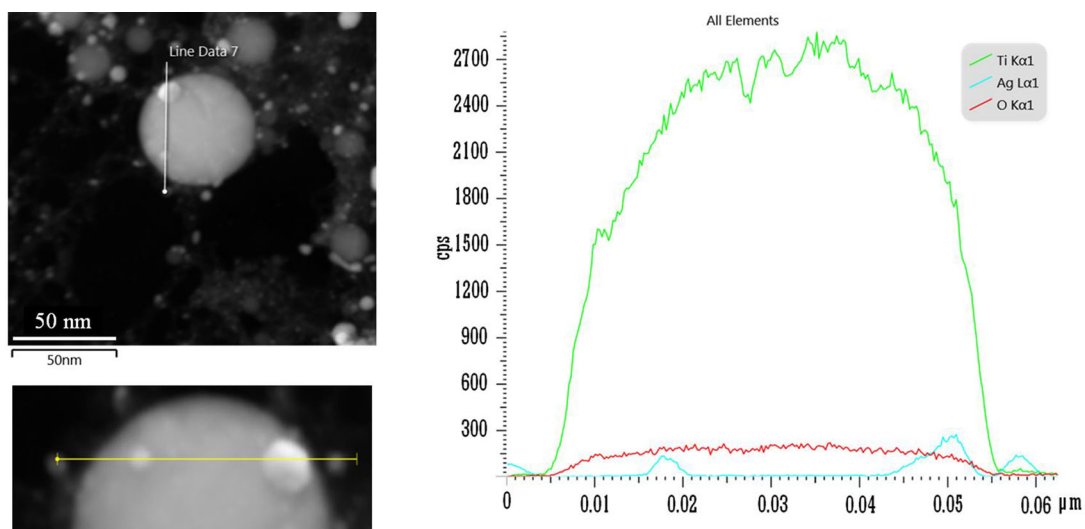 Line Data 7
50 nm
50nm
All Elements
cps
2700
2400
2100
1800
1500
1200
900
600
300
0 0.01 0.02 0.03 0.04 0.05 0.06 μm
Ti Kα1
Ag Lα1
O Kα1